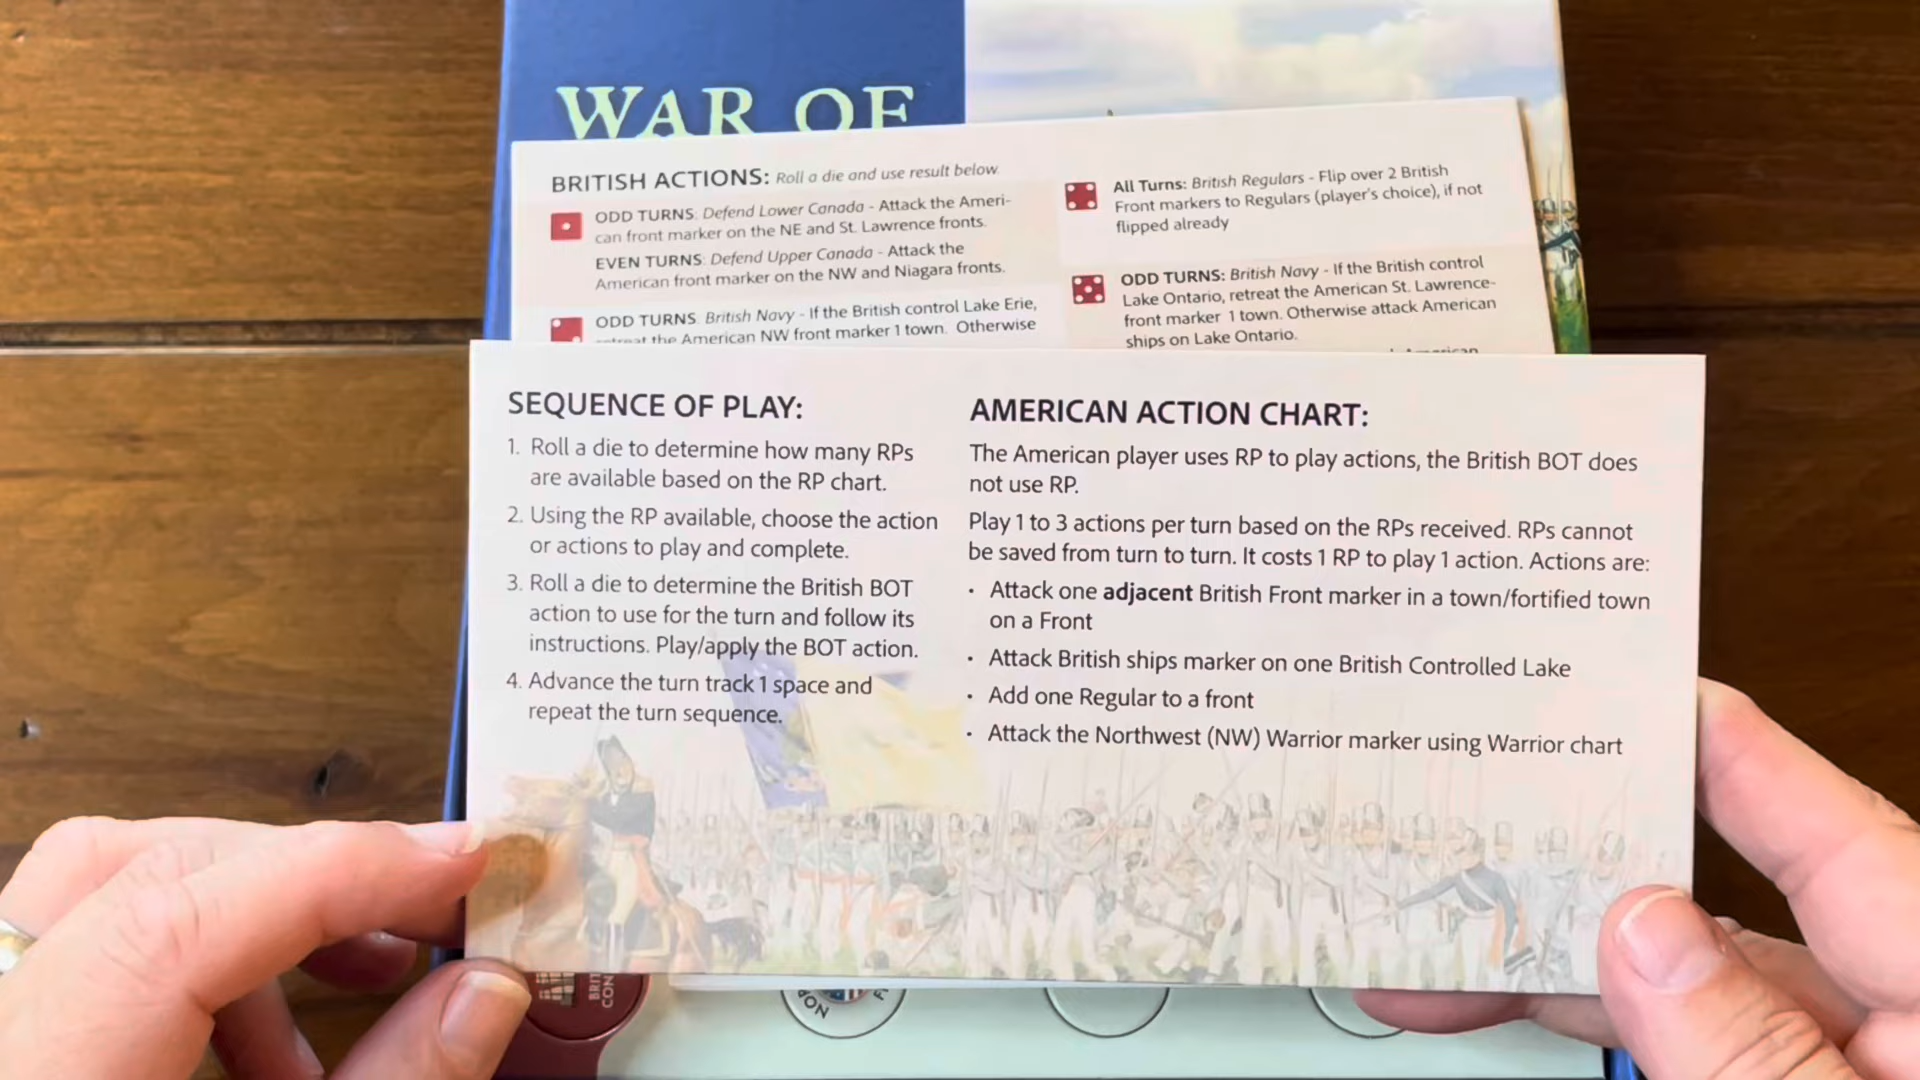 WAR OF
BRITISH ACTIONS: Roll a die and use result below.
ODD TURNS: Defend Lower Canada - Attack the Ameri-
can front marker on the NE and St. Lawrence fronts.
EVEN TURNS: Defend Upper Canada - Attack the
American front marker on the NW and Niagara fronts.
ODD TURNS: British Navy - If the British control Lake Erie,
retreat the American NW front marker 1 town. Otherwise
All Turns: British Regulars - Flip over 2 British
Front markers to Regulars (player's choice), if not
flipped already
ODD TURNS: British Navy - If the British control
Lake Ontario, retreat the American St. Lawrence-
front marker 1 town. Otherwise attack American
ships on Lake Ontario.
SEQUENCE OF PLAY:
1. Roll a die to determine how many RPs
are available based on the RP chart.
2. Using the RP available, choose the action
or actions to play and complete.
3. Roll a die to determine the British BOT
action to use for the turn and follow its
instructions. Play/apply the BOT action.
4. Advance the turn track 1 space and
repeat the turn sequence.
AMERICAN ACTION CHART:
The American player uses RP to play actions, the British BOT does
not use RP.
Play 1 to 3 actions per turn based on the RPs received. RPs cannot
be saved from turn to turn. It costs 1 RP to play 1 action. Actions are:
• Attack one adjacent British Front marker in a town/fortified town
on a Front
• Attack British ships marker on one British Controlled Lake
• Add one Regular to a front
• Attack the Northwest (NW) Warrior marker using Warrior chart